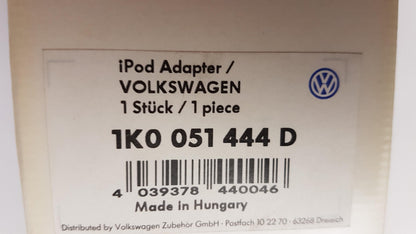 iPod Adapter /
VOLKSWAGEN
1 Stück / 1 piece
1K0 051 444 D
4 039378 440046
Made in Hungary
Distributed by Volkswagen Zubehör GmbH · Postfach 10 22 70 · 63268 Dreieich